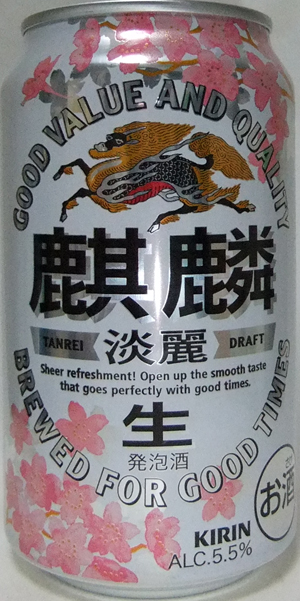 GOOD VALUE AND QUALITY
麒麟
TANREI 淡麗 DRAFT
Sheer refreshment! Open up the smooth taste
that goes perfectly with good times.
生
発泡酒
BREWED FOR GOOD TIMES
お酒
KIRIN
ALC.5.5%